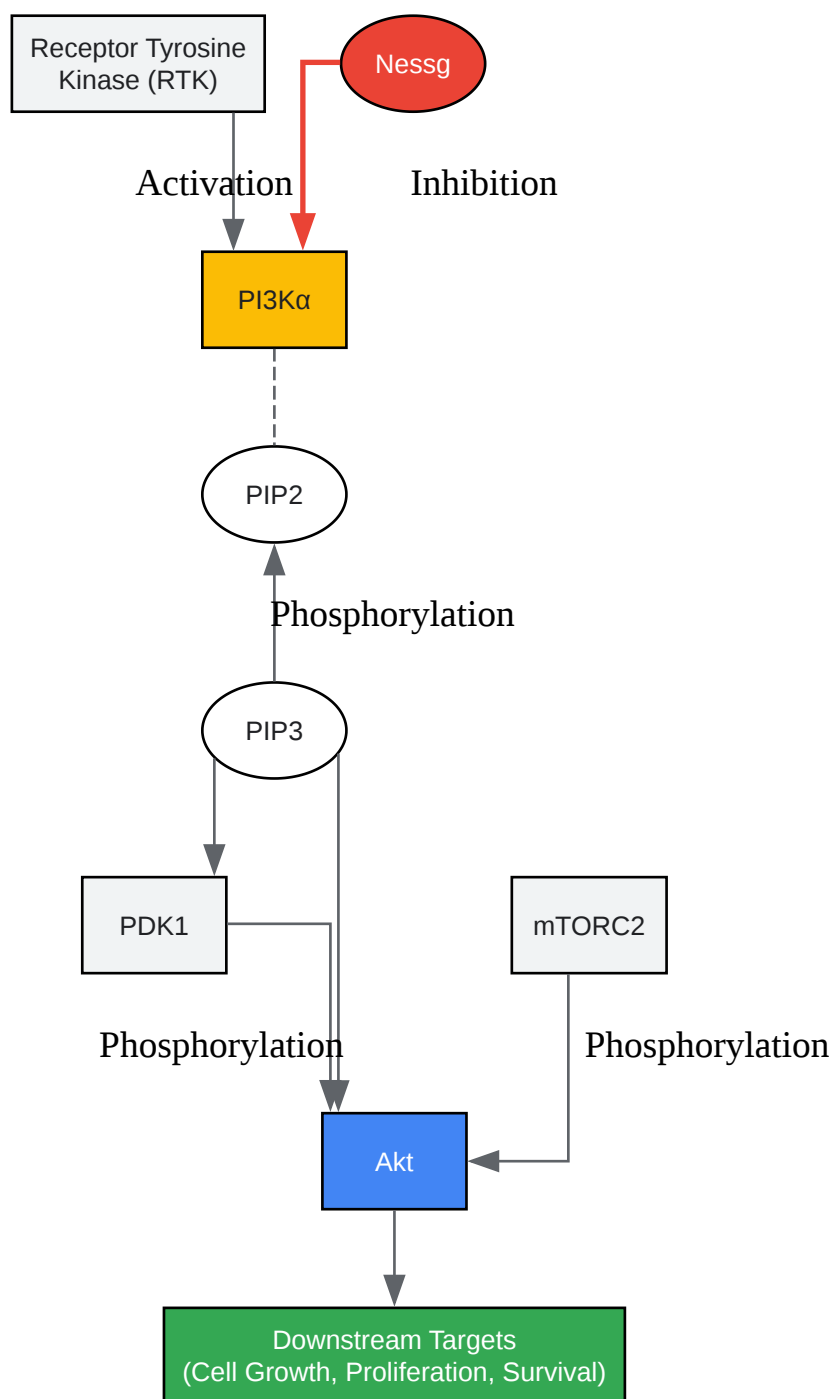 Receptor Tyrosine
Kinase (RTK)
Nessg
Activation
Inhibition
PI3Kα
PIP2
Phosphorylation
PIP3
PDK1
mTORC2
Phosphorylation
Phosphorylation
Akt
Downstream Targets
(Cell Growth, Proliferation, Survival)